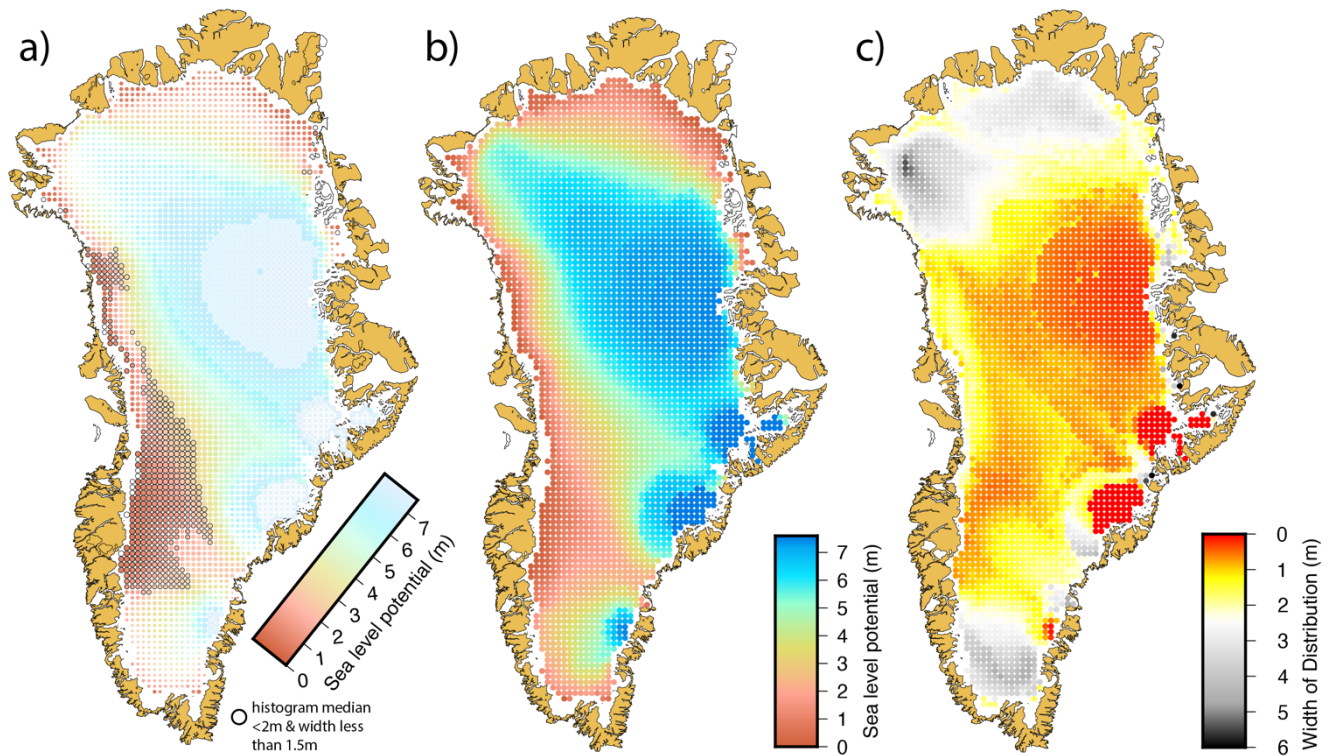 a)
b)
c)
0 1 2 3 4 5 6 7
Sea level potential (m)
histogram median
<2m & width less
than 1.5m
7
6
5
4
3
2
1
0
Sea level potential (m)
0
1
2
3
4
5
6
Width of Distribution (m)